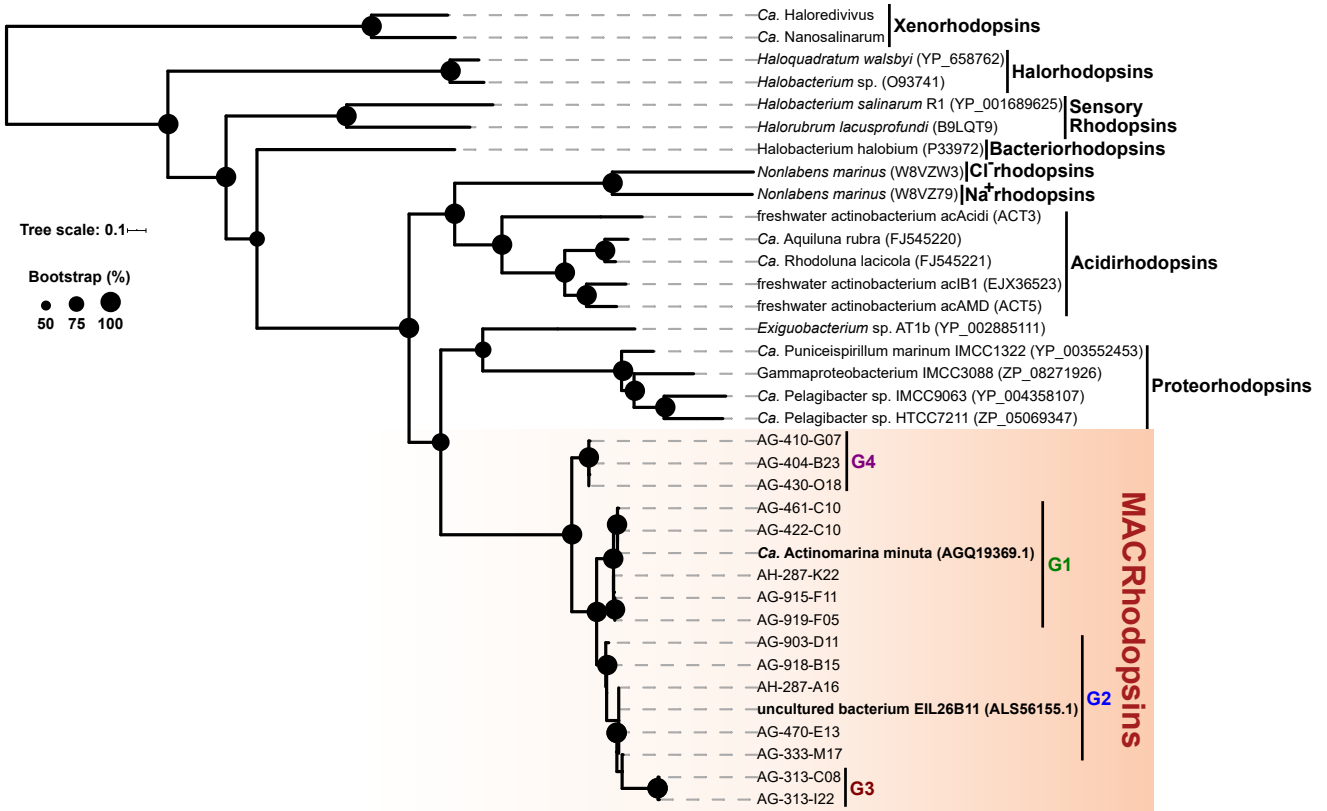 Ca. Haloredivivus
Ca. Nanosalinarum
Xenorhodopsins
Haloquadratum walsbyi (YP_658762)
Halobacterium sp. (O93741)
Halorhodopsins
Halobacterium salinarum R1 (YP_001689625)
Halorubrum lacusprofundi (B9LQT9)
Sensory
Rhodopsins
Halobacterium halobium (P33972)
Bacteriorhodopsins
Nonlabens marinus (W8VZW3)
Cl- rhodopsins
Nonlabens marinus (W8VZ79)
Na+ rhodopsins
Tree scale: 0.1
Bootstrap (%)
50 75 100
freshwater actinobacterium acAcidi (ACT3)
Ca. Aquiluna rubra (FJ545220)
Ca. Rhodoluna lacicola (FJ545221)
freshwater actinobacterium acIB1 (EJX36523)
freshwater actinobacterium acAMD (ACT5)
Acidirhodopsins
Exiguobacterium sp. AT1b (YP_002885111)
Ca. Puniceispirillum marinum IMCC1322 (YP_003552453)
Gammaproteobacterium IMCC3088 (ZP_08271926)
Ca. Pelagibacter sp. IMCC9063 (YP_004358107)
Ca. Pelagibacter sp. HTCC7211 (ZP_05069347)
Proteorhodopsins
AG-410-G07
AG-404-B23
AG-430-O18
G4
AG-461-C10
AG-422-C10
Ca. Actinomarina minuta (AGQ19369.1)
AH-287-K22
AG-915-F11
AG-919-F05
G1
AG-903-D11
AG-918-B15
AH-287-A16
uncultured bacterium EIL26B11 (ALS56155.1)
AG-470-E13
AG-333-M17
G2
AG-313-C08
AG-313-I22
G3
MACRhodopsins